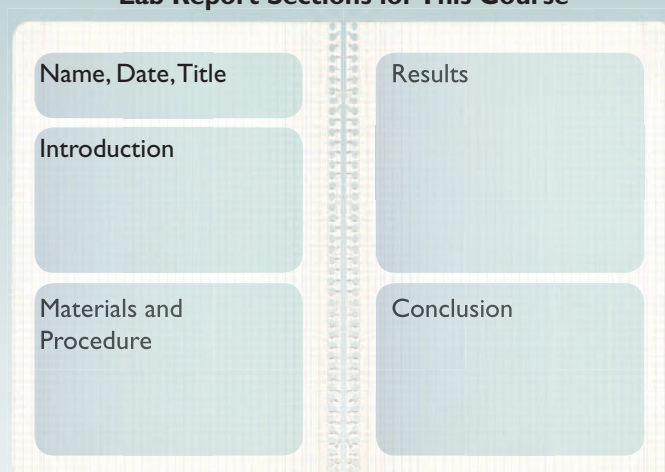 Lab Report Sections for This Course
Name, Date, Title
Introduction
Materials and
Procedure
Results
Conclusion